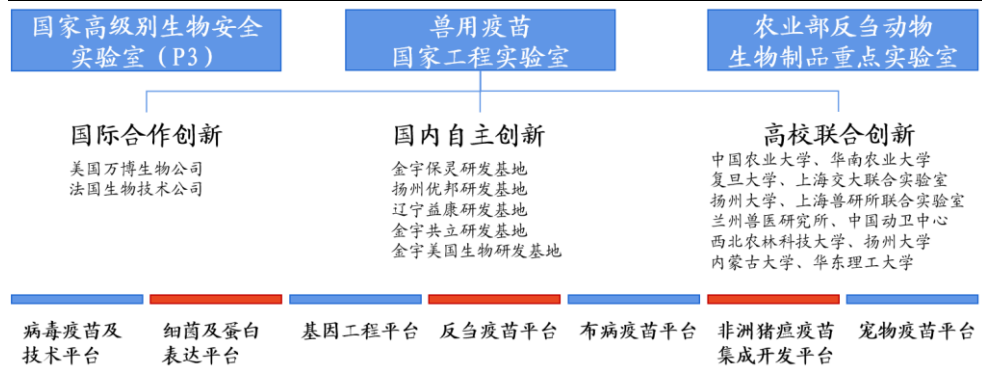 国家高级别生物安全
实验室（P3）
兽用疫苗
国家工程实验室
农业部反刍动物
生物制品重点实验室
国际合作创新
美国万博生物公司
法国生物技术公司
国内自主创新
金宇保灵研发基地
扬州优邦研发基地
辽宁益康研发基地
金宇共立研发基地
金宇美国生物研发基地
高校联合创新
中国农业大学、华南农业大学
复旦大学、上海交大联合实验室
扬州大学、上海兽研所联合实验室
兰州兽医研究所、中国动卫中心
西北农林科技大学、扬州大学
内蒙古大学、华东理工大学
病毒疫苗及
技术平台
细菌及蛋白
表达平台
基因工程平台
反刍疫苗平台
布病疫苗平台
非洲猪瘟疫苗
集成开发平台
宠物疫苗平台